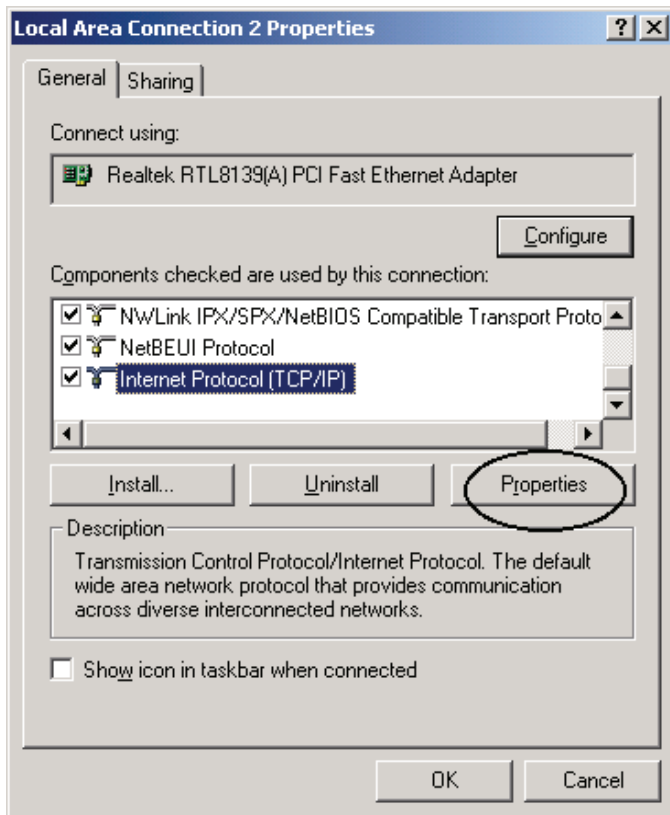 Local Area Connection 2 Properties
General Sharing
Connect using:
Realtek RTL8139(A) PCI Fast Ethernet Adapter
Configure
Components checked are used by this connection:
NWLink IPX/SPX/NetBIOS Compatible Transport Proto
NetBEUI Protocol
Internet Protocol (TCP/IP)
Install... Uninstall Properties
Description
Transmission Control Protocol/Internet Protocol. The default
wide area network protocol that provides communication
across diverse interconnected networks.
Show icon in taskbar when connected
OK Cancel